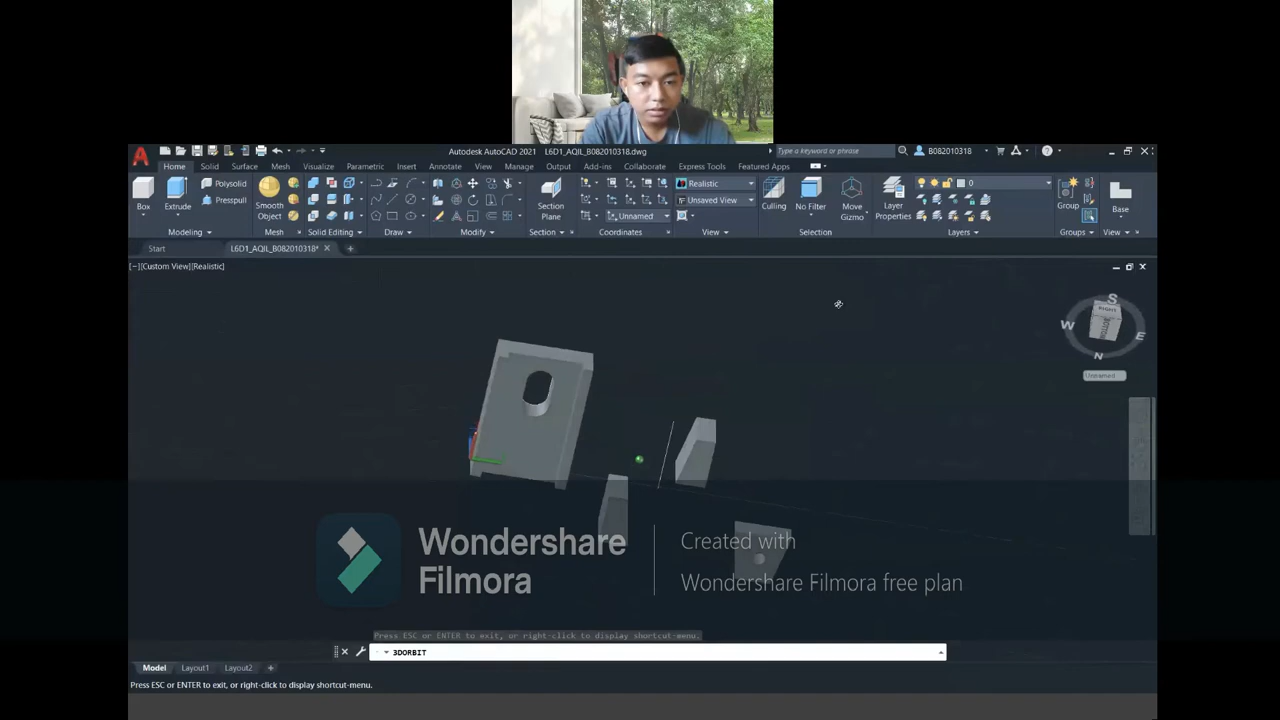 Autodesk AutoCAD 2021 L6D1_AQIL_B082010318.dwg
Type a keyword or phrase
B082010318
Home Solid Surface Mesh Visualize Parametric Insert Annotate View Manage Output Add-ins Collaborate Express Tools Featured Apps
Box
Extrude
Polysolid
Presspull
Smooth
Object
Section
Plane
Unnamed
Realistic
Unsaved View
Culling
No Filter
Move
Gizmo
Layer
Properties
0
Group
Base
Modeling
Mesh
Solid Editing
Draw
Modify
Section
Coordinates
View
Selection
Layers
Groups
View
Start
L6D1_AQIL_B082010318*
[−][Custom View][Realistic]
S
W
E
N
RIGHT
BOTTOM
Unnamed
Wondershare
Filmora
Created with
Wondershare Filmora free plan
Press ESC or ENTER to exit, or right-click to display shortcut-menu.
3DORBIT
Model Layout1 Layout2
Press ESC or ENTER to exit, or right-click to display shortcut-menu.